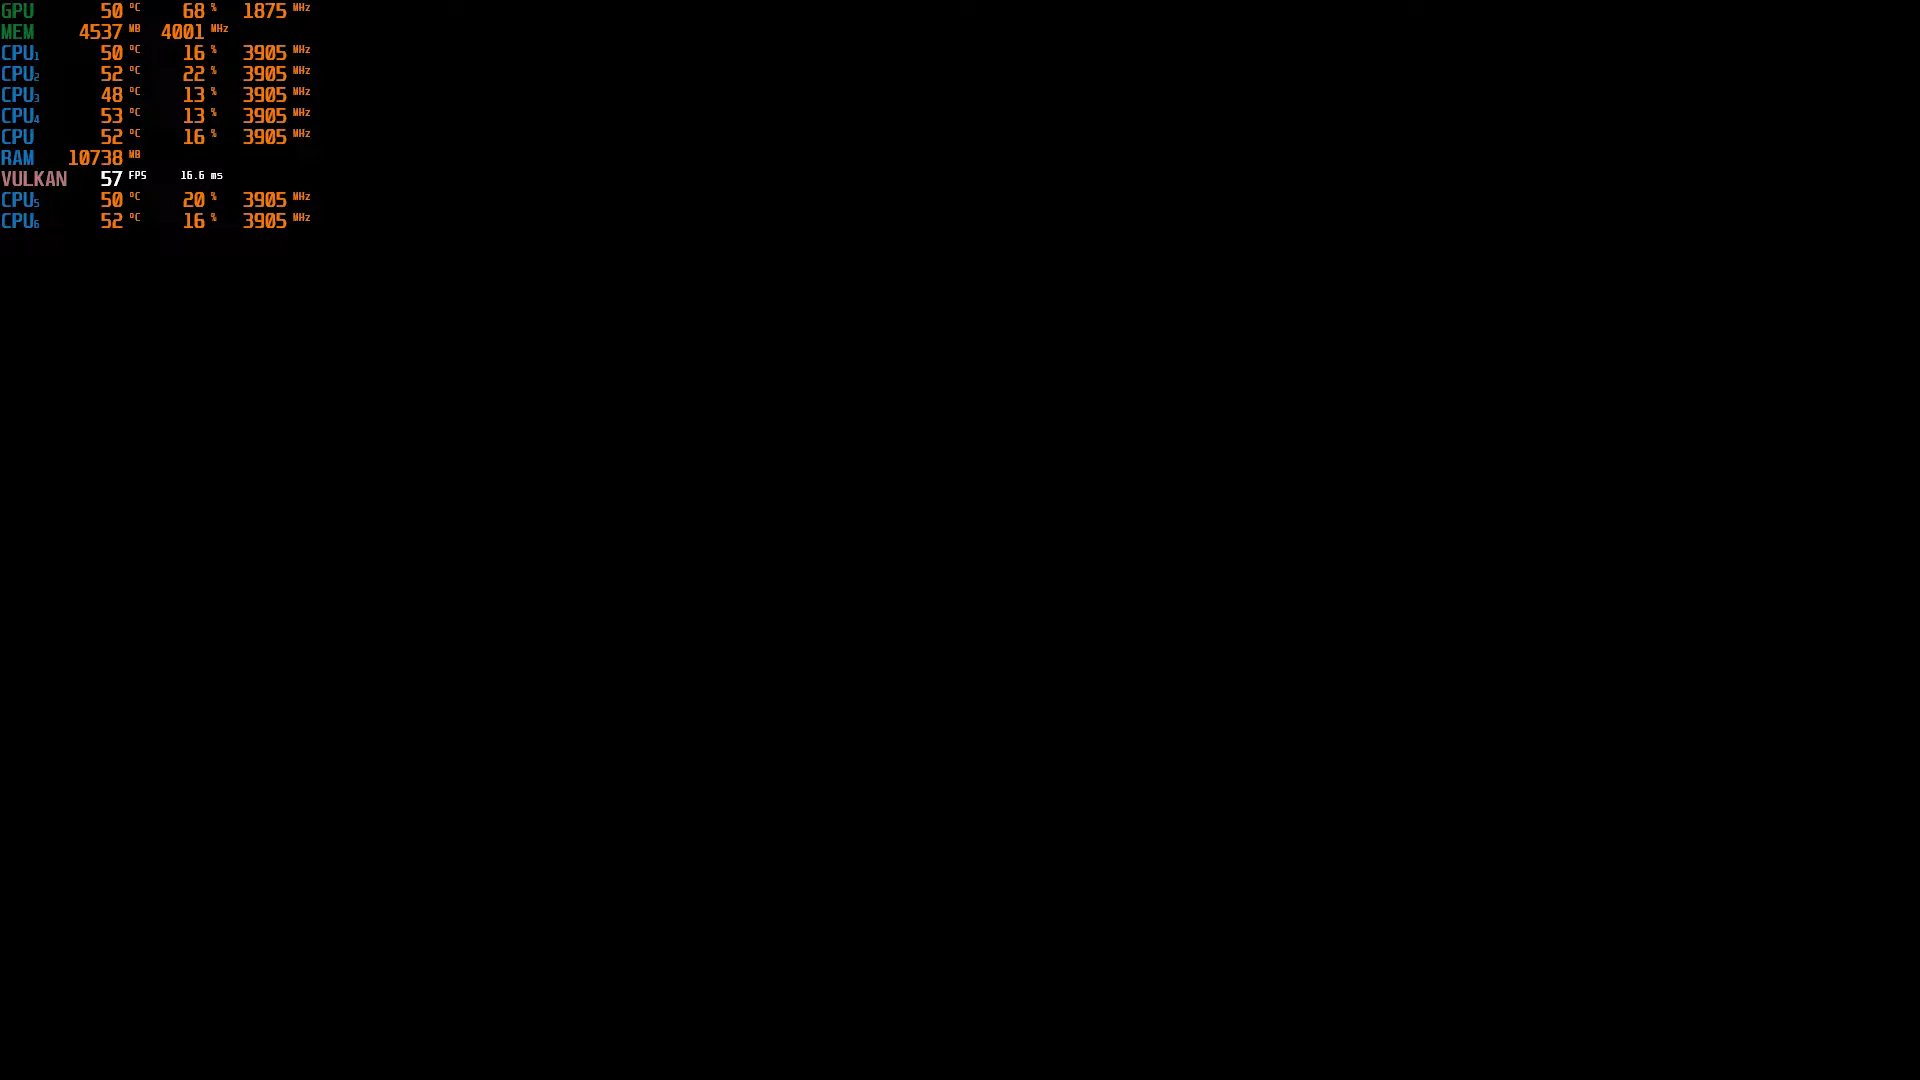 GPU 50 °C 68 % 1875 MHz
MEM 4537 MB 4001 MHz
CPU1 50 °C 16 % 3905 MHz
CPU2 52 °C 22 % 3905 MHz
CPU3 48 °C 13 % 3905 MHz
CPU4 53 °C 13 % 3905 MHz
CPU 52 °C 16 % 3905 MHz
RAM 10738 MB
VULKAN 57 FPS 16.6 ms
CPU5 50 °C 20 % 3905 MHz
CPU6 52 °C 16 % 3905 MHz